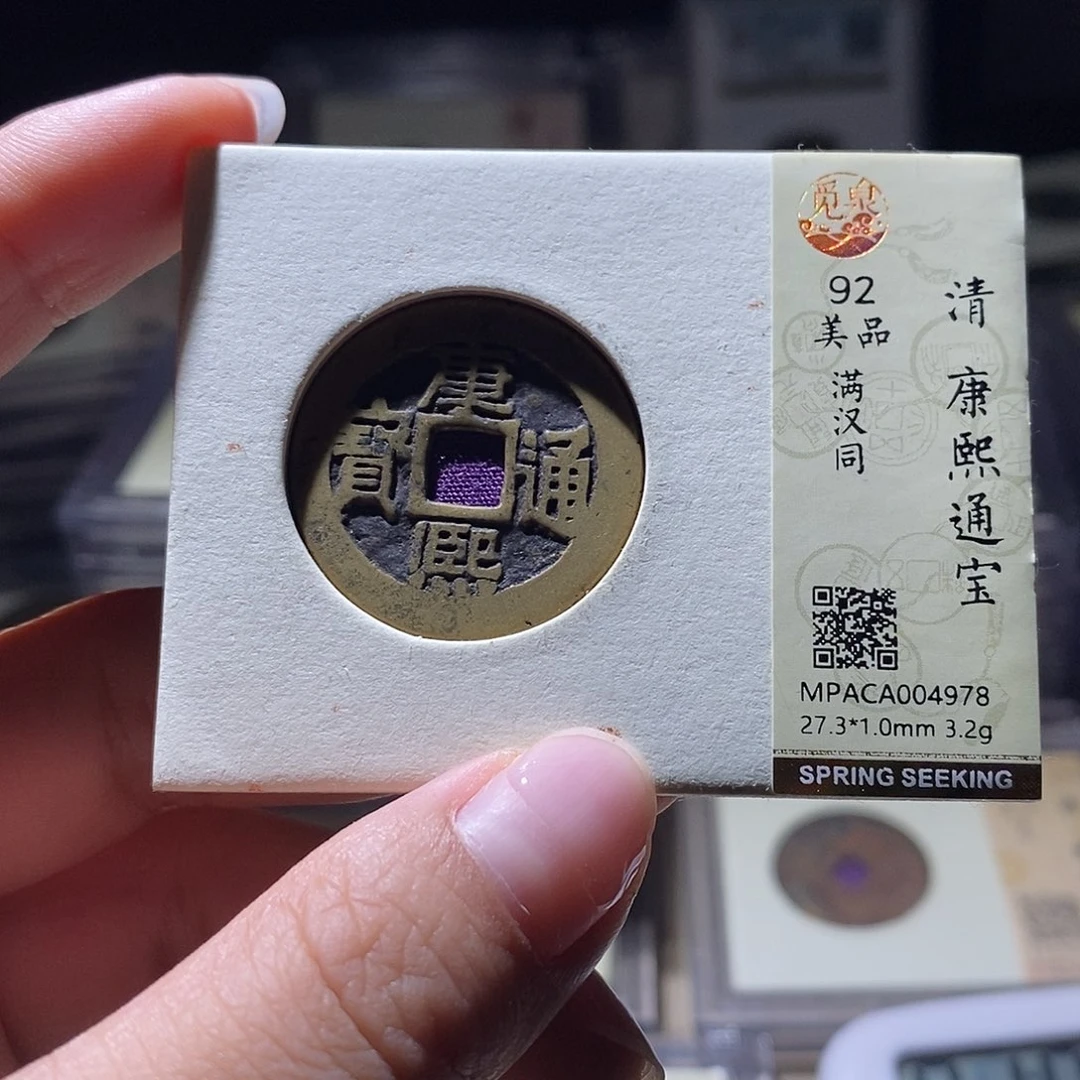 康熙通寶
觅泉
92
美品
满汉同
清 康熙通宝
MPACA004978
27.3*1.0mm 3.2g
SPRING SEEKING